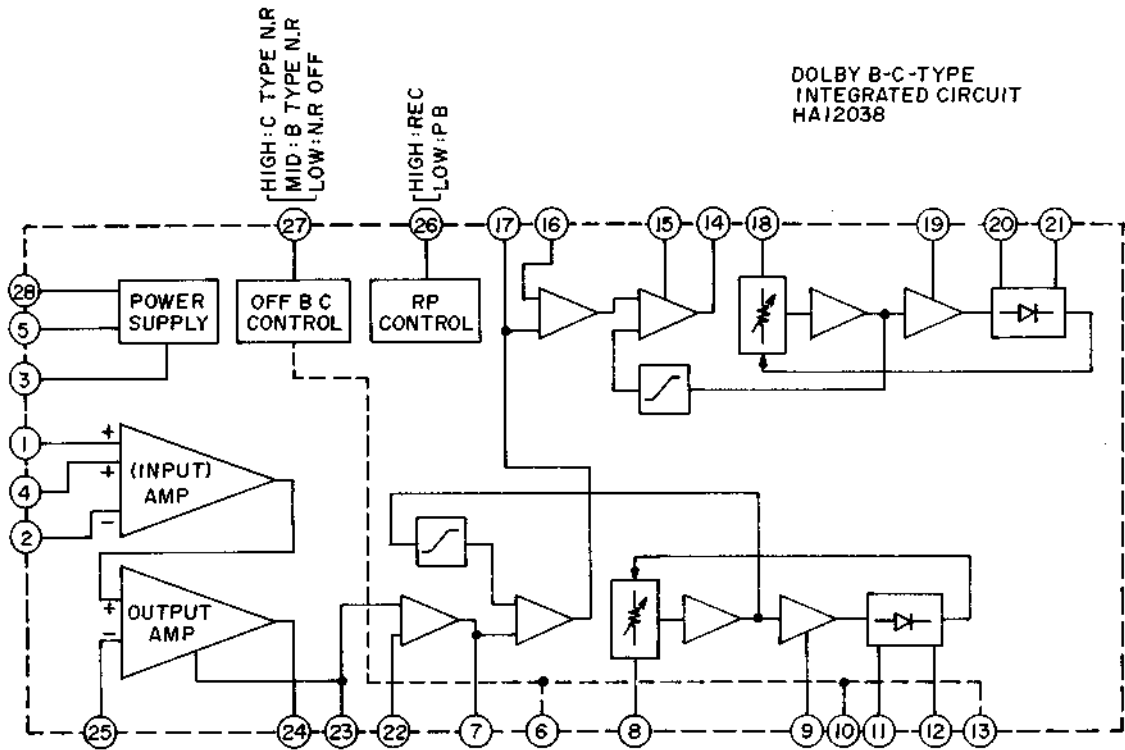 HIGH:C TYPE N.R
MID:B TYPE N.R
LOW:N.R OFF
HIGH:REC
LOW:PB
DOLBY B-C-TYPE
INTEGRATED CIRCUIT
HA12038
27
26
17
16
15
14
18
19
20
21
28
5
3
POWER
SUPPLY
OFF B C
CONTROL
RP
CONTROL
1
4
2
+
+
-
(INPUT)
AMP
+
-
OUTPUT
AMP
25
24
23
22
7
6
8
9
10
11
12
13